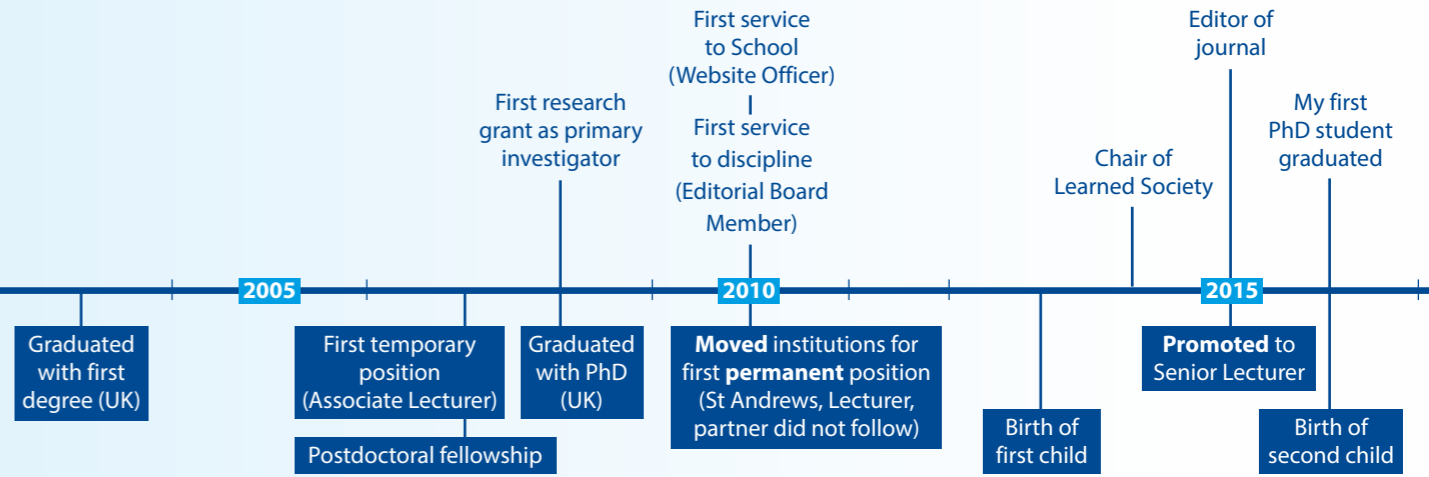 First service
to School
(Website Officer)
First service
to discipline
(Editorial Board
Member)
Editor of
journal
First research
grant as primary
investigator
My first
PhD student
graduated
Chair of
Learned Society
2005
2010
2015
Graduated
with first
degree (UK)
First temporary
position
(Associate Lecturer)
Postdoctoral fellowship
Graduated
with PhD
(UK)
Moved institutions for
first permanent position
(St Andrews, Lecturer,
partner did not follow)
Birth of
first child
Promoted to
Senior Lecturer
Birth of
second child